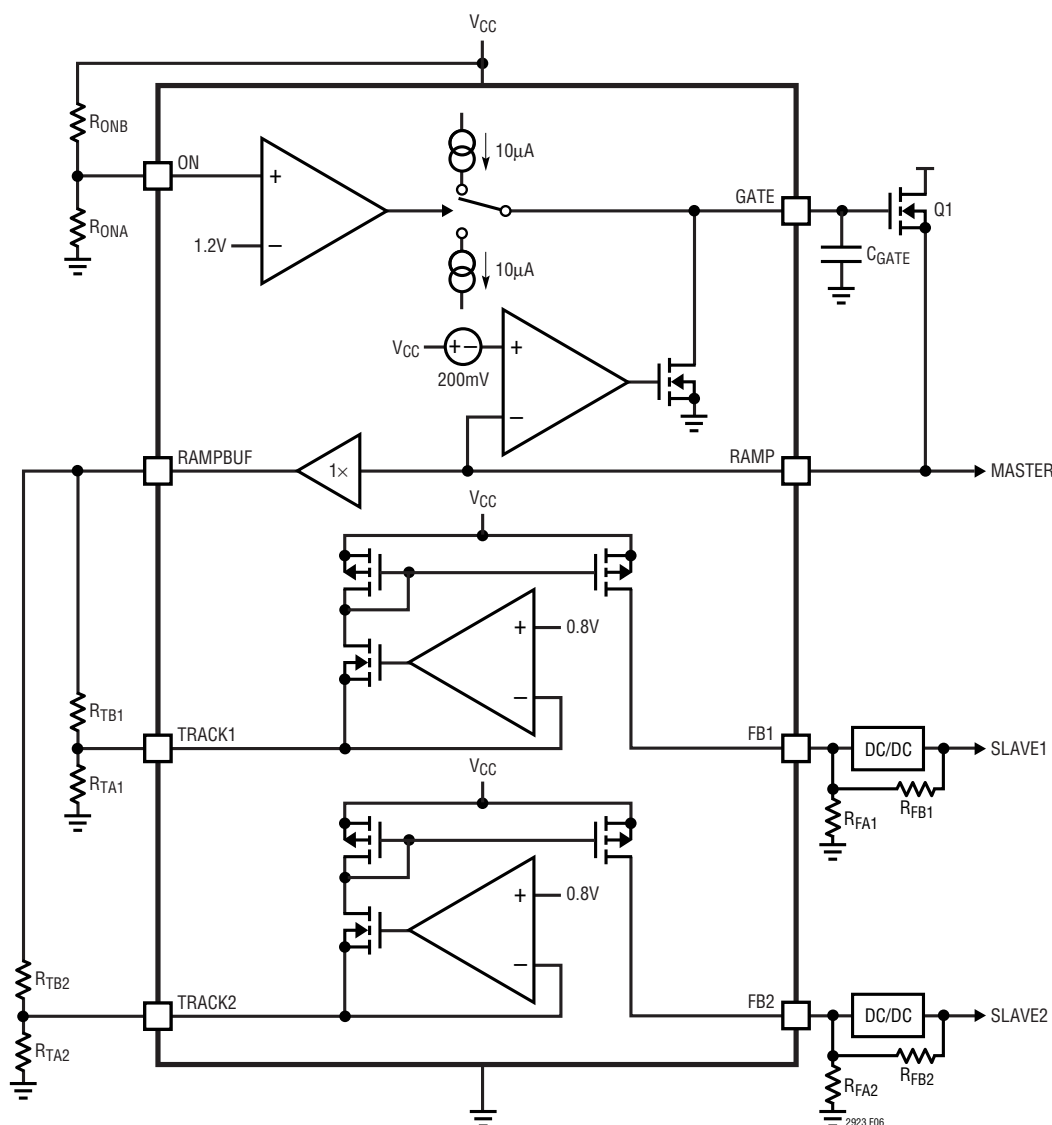 VCC
RONB
ON
10µA
GATE
Q1
RONA
1.2V
10µA
CGATE
VCC
200mV
RAMPBUF
1×
RAMP
MASTER
VCC
0.8V
RTB1
TRACK1
FB1
DC/DC
SLAVE1
RTA1
VCC
RFA1
RFB1
0.8V
RTB2
TRACK2
FB2
DC/DC
SLAVE2
RTA2
RFA2
RFB2
2923 F06